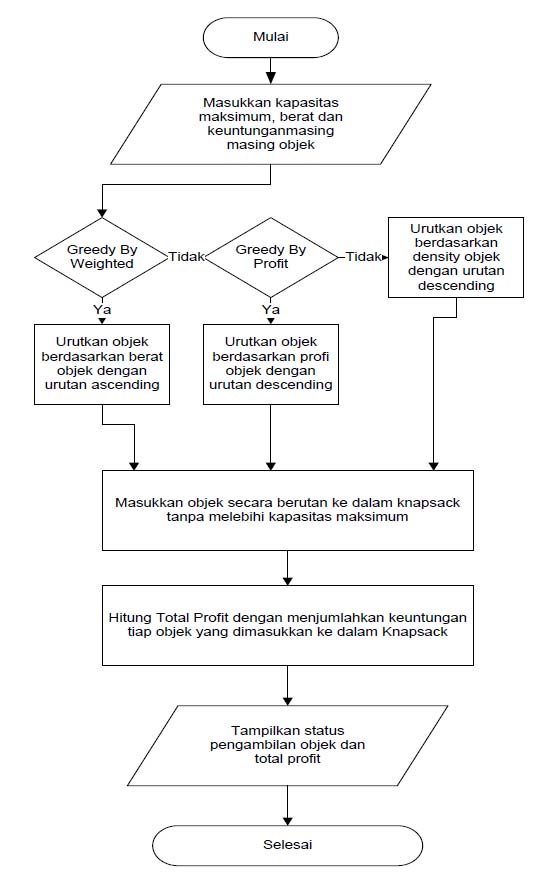 Mulai
Masukkan kapasitas
maksimum, berat dan
keuntunganmasing
masing objek
Greedy By
Weighted
Tidak
Greedy By
Profit
Tidak
Urutkan objek
berdasarkan
density objek
dengan urutan
descending
Ya
Ya
Urutkan objek
berdasarkan berat
objek dengan
urutan ascending
Urutkan objek
berdasarkan profi
objek dengan
urutan descending
Masukkan objek secara berutan ke dalam knapsack
tanpa melebihi kapasitas maksimum
Hitung Total Profit dengan menjumlahkan keuntungan
tiap objek yang dimasukkan ke dalam Knapsack
Tampilkan status
pengambilan objek dan
total profit
Selesai